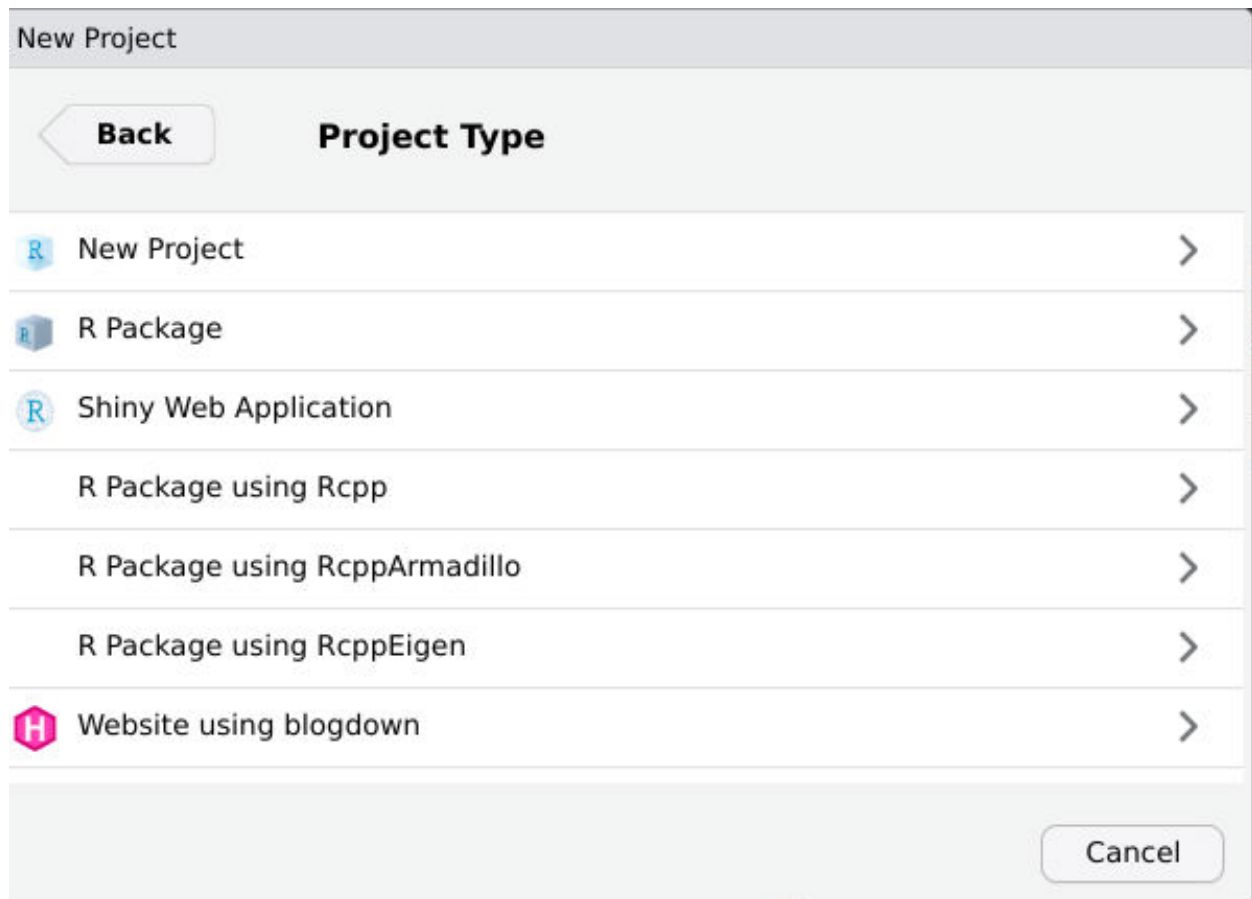 New Project
Back Project Type
R New Project
R R Package
R Shiny Web Application
R Package using Rcpp
R Package using RcppArmadillo
R Package using RcppEigen
H Website using blogdown
Cancel